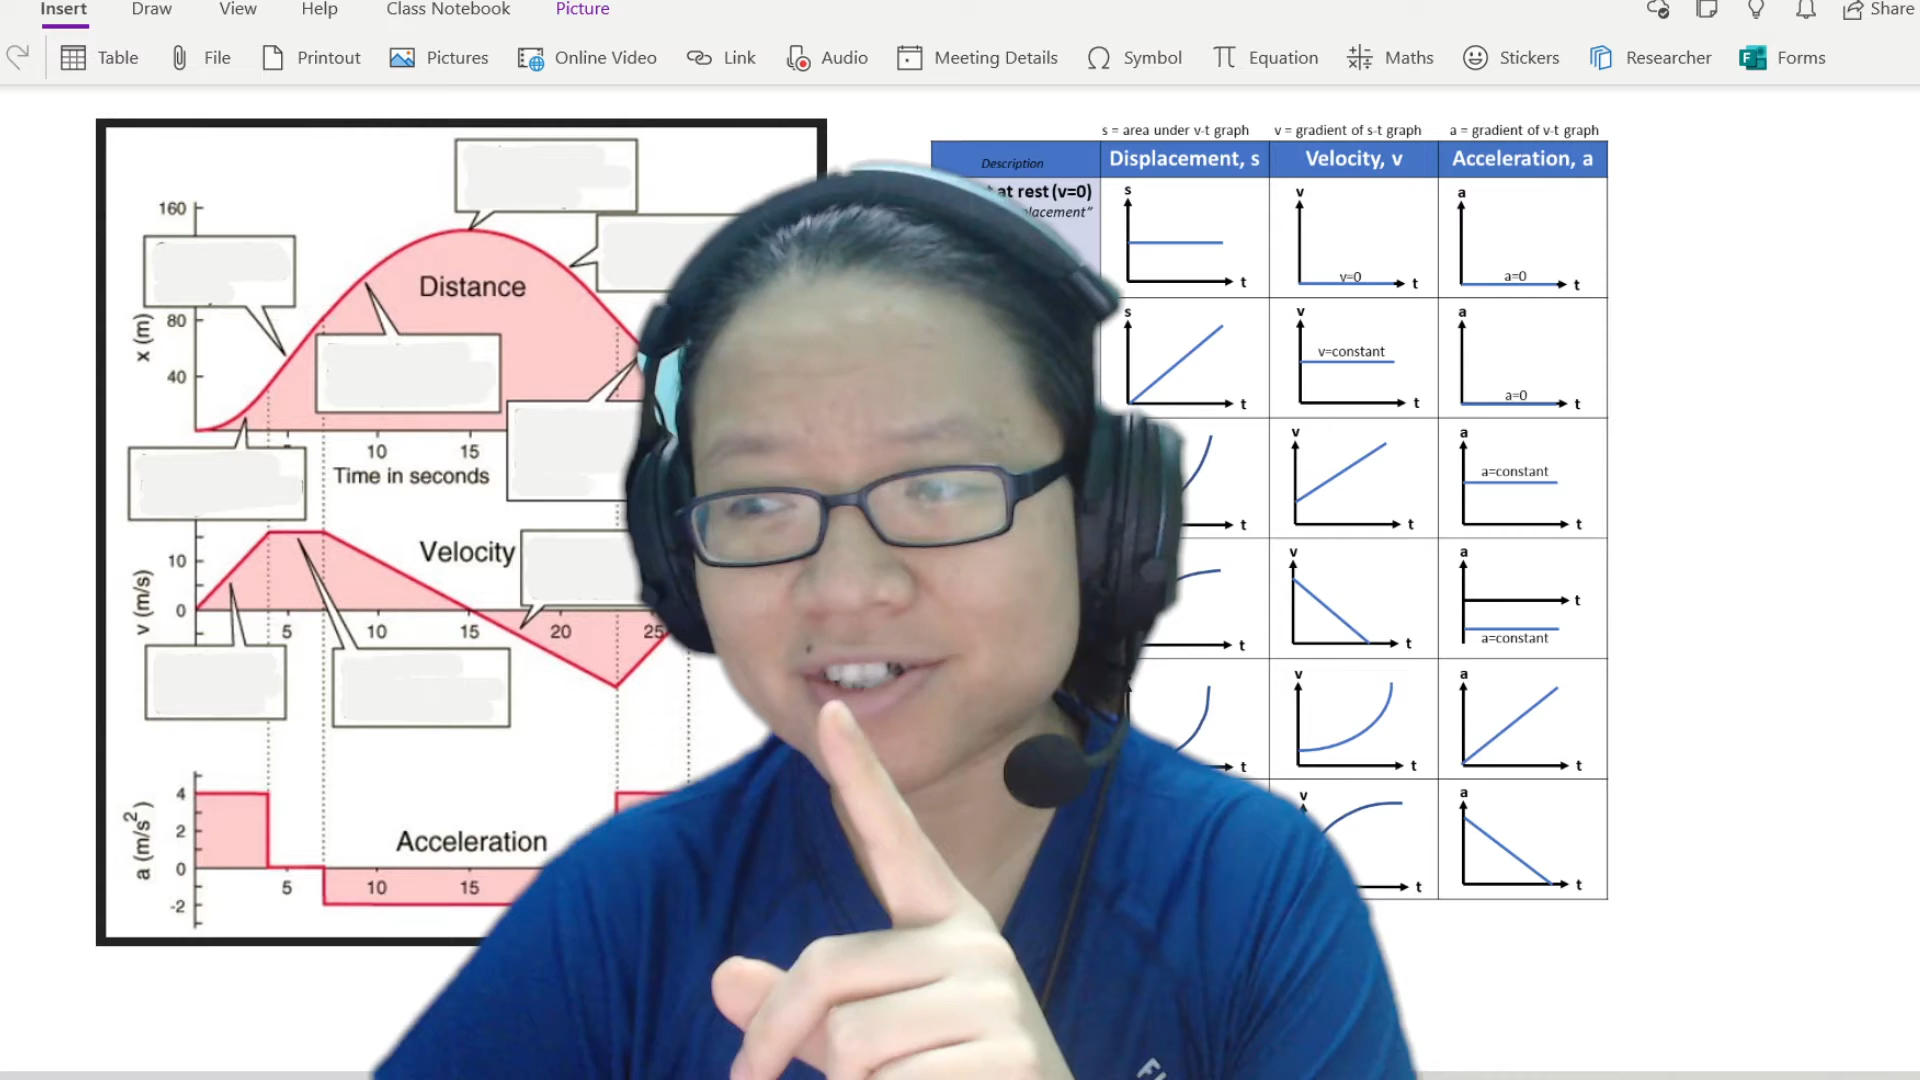 Insert Draw View Help Class Notebook Picture Share
Table File Printout Pictures Online Video Link Audio Meeting Details Symbol Equation Maths Stickers Researcher Forms
160
80
40
x (m)
Distance
10 15
Time in seconds
Velocity
10
0
v (m/s)
5 10 15 20 25
4
2
0
-2
a (m/s²)
Acceleration
5 10 15
s = area under v-t graph v = gradient of s-t graph a = gradient of v-t graph
Description Displacement, s Velocity, v Acceleration, a
at rest (v=0)
s t v v=0 t a a=0 t
s t v v=constant t a a=0 t
t v t a a=constant t
t v t a t a=constant
t v t a t
v t a t